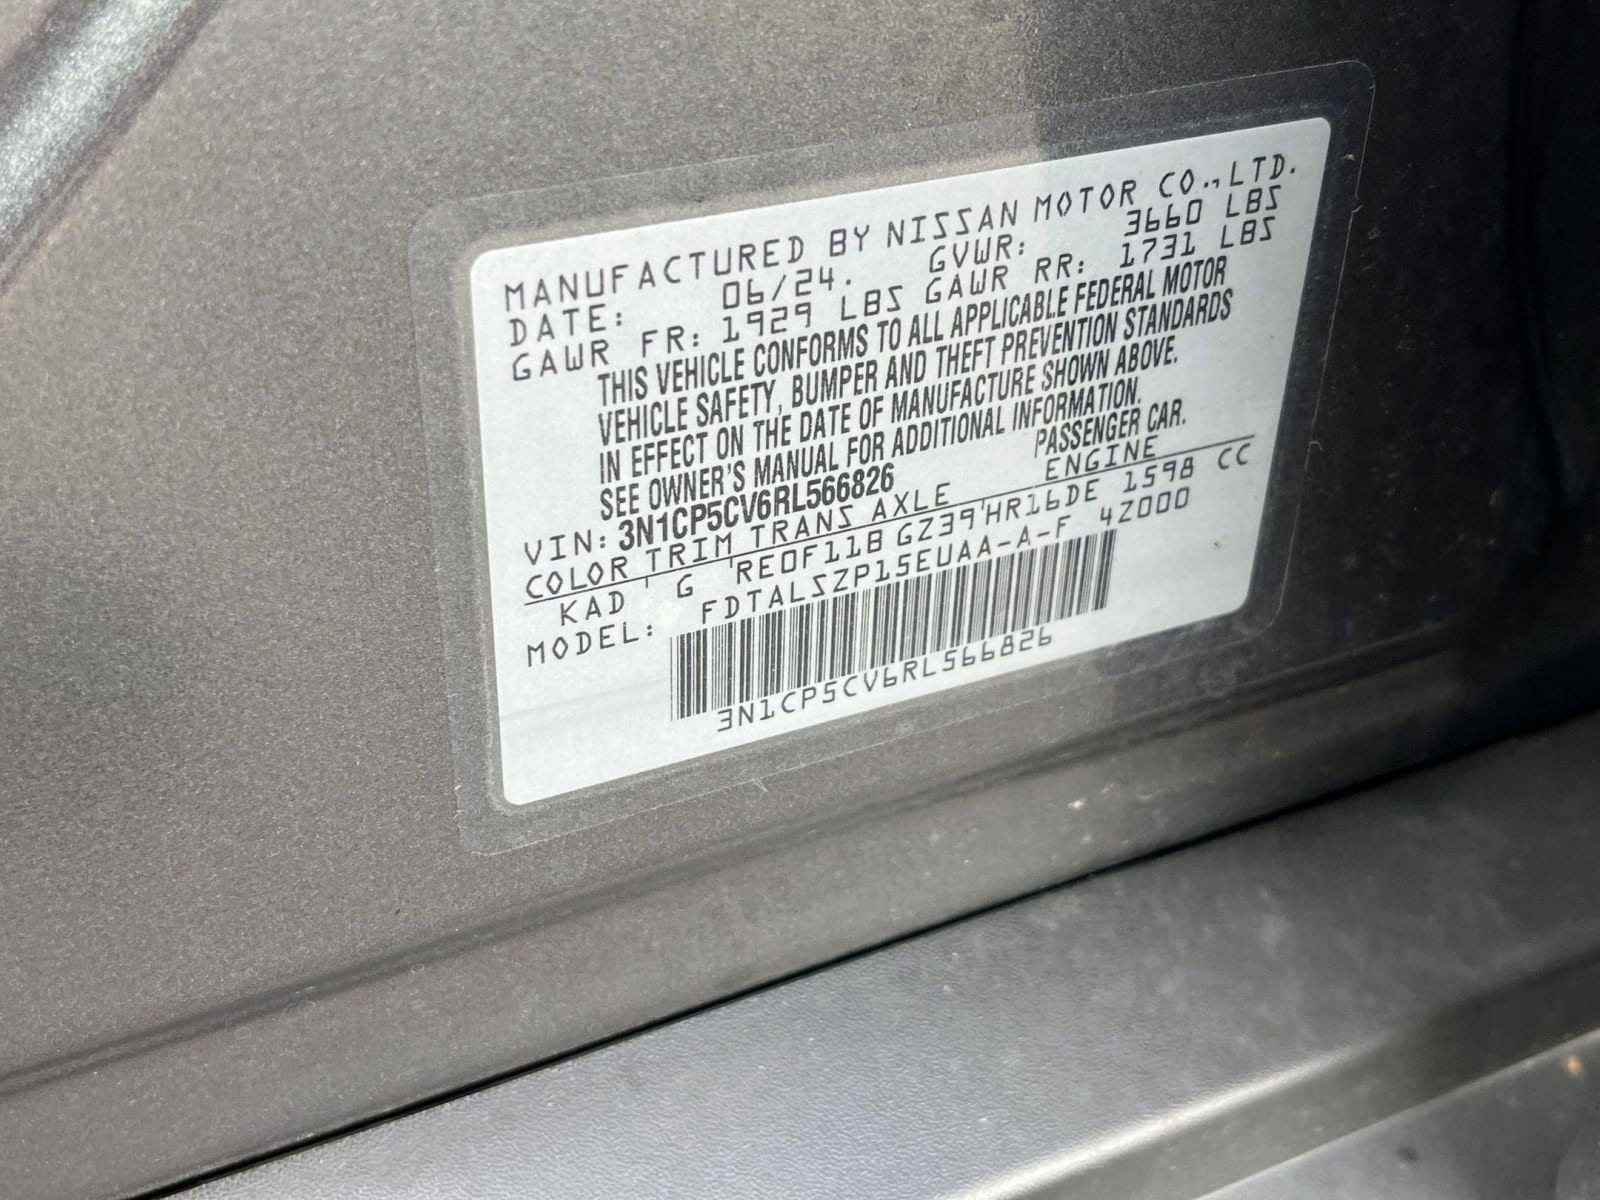 MANUFACTURED BY NISSAN MOTOR CO.,LTD.
DATE: 06/24. GVWR: 3660 LBS
GAWR FR: 1929 LBS GAWR RR: 1731 LBS
THIS VEHICLE CONFORMS TO ALL APPLICABLE FEDERAL MOTOR
VEHICLE SAFETY, BUMPER AND THEFT PREVENTION STANDARDS
IN EFFECT ON THE DATE OF MANUFACTURE SHOWN ABOVE.
SEE OWNER'S MANUAL FOR ADDITIONAL INFORMATION.
VIN: 3N1CP5CV6RL566826 PASSENGER CAR.
COLOR TRIM TRANS AXLE ENGINE
KAD G RE0F11B GZ39 HR16DE 1598 CC
MODEL: FDTALSZP15EUAA-A-F 4Z000
3N1CP5CV6RL566826